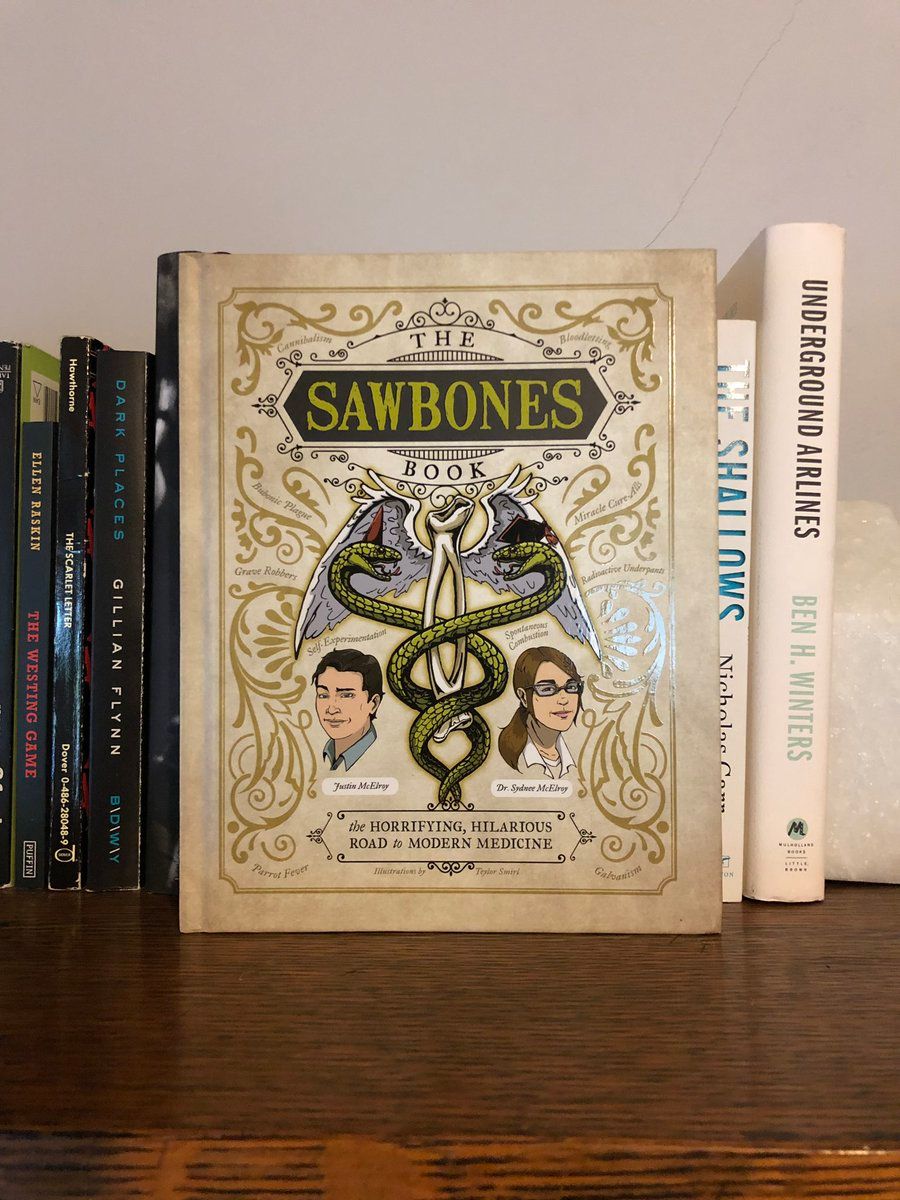 THE
SAWBONES
BOOK
Cannibalism
Bloodletting
Bubonic Plague
Miracle Cure-Alls
Grave Robbers
Radioactive Underpants
Self-Experimentation
Spontaneous
Combustion
Justin McElroy
Dr. Sydnee McElroy
the HORRIFYING, HILARIOUS
ROAD to MODERN MEDICINE
Parrot Fever
Illustrations by
Teylor Smirl
Galvanism
ELLEN RASKIN
THE WESTING GAME
PUFFIN
Hawthorne
THE SCARLET LETTER
Dover 0-486-28048-9
DOVER
DARK PLACES
GILLIAN FLYNN
B\D\WY
THE SHALLOWS
Nicholas Carr
UNDERGROUND AIRLINES
BEN H. WINTERS
M
MULHOLLAND
BOOKS
LITTLE,
BROWN